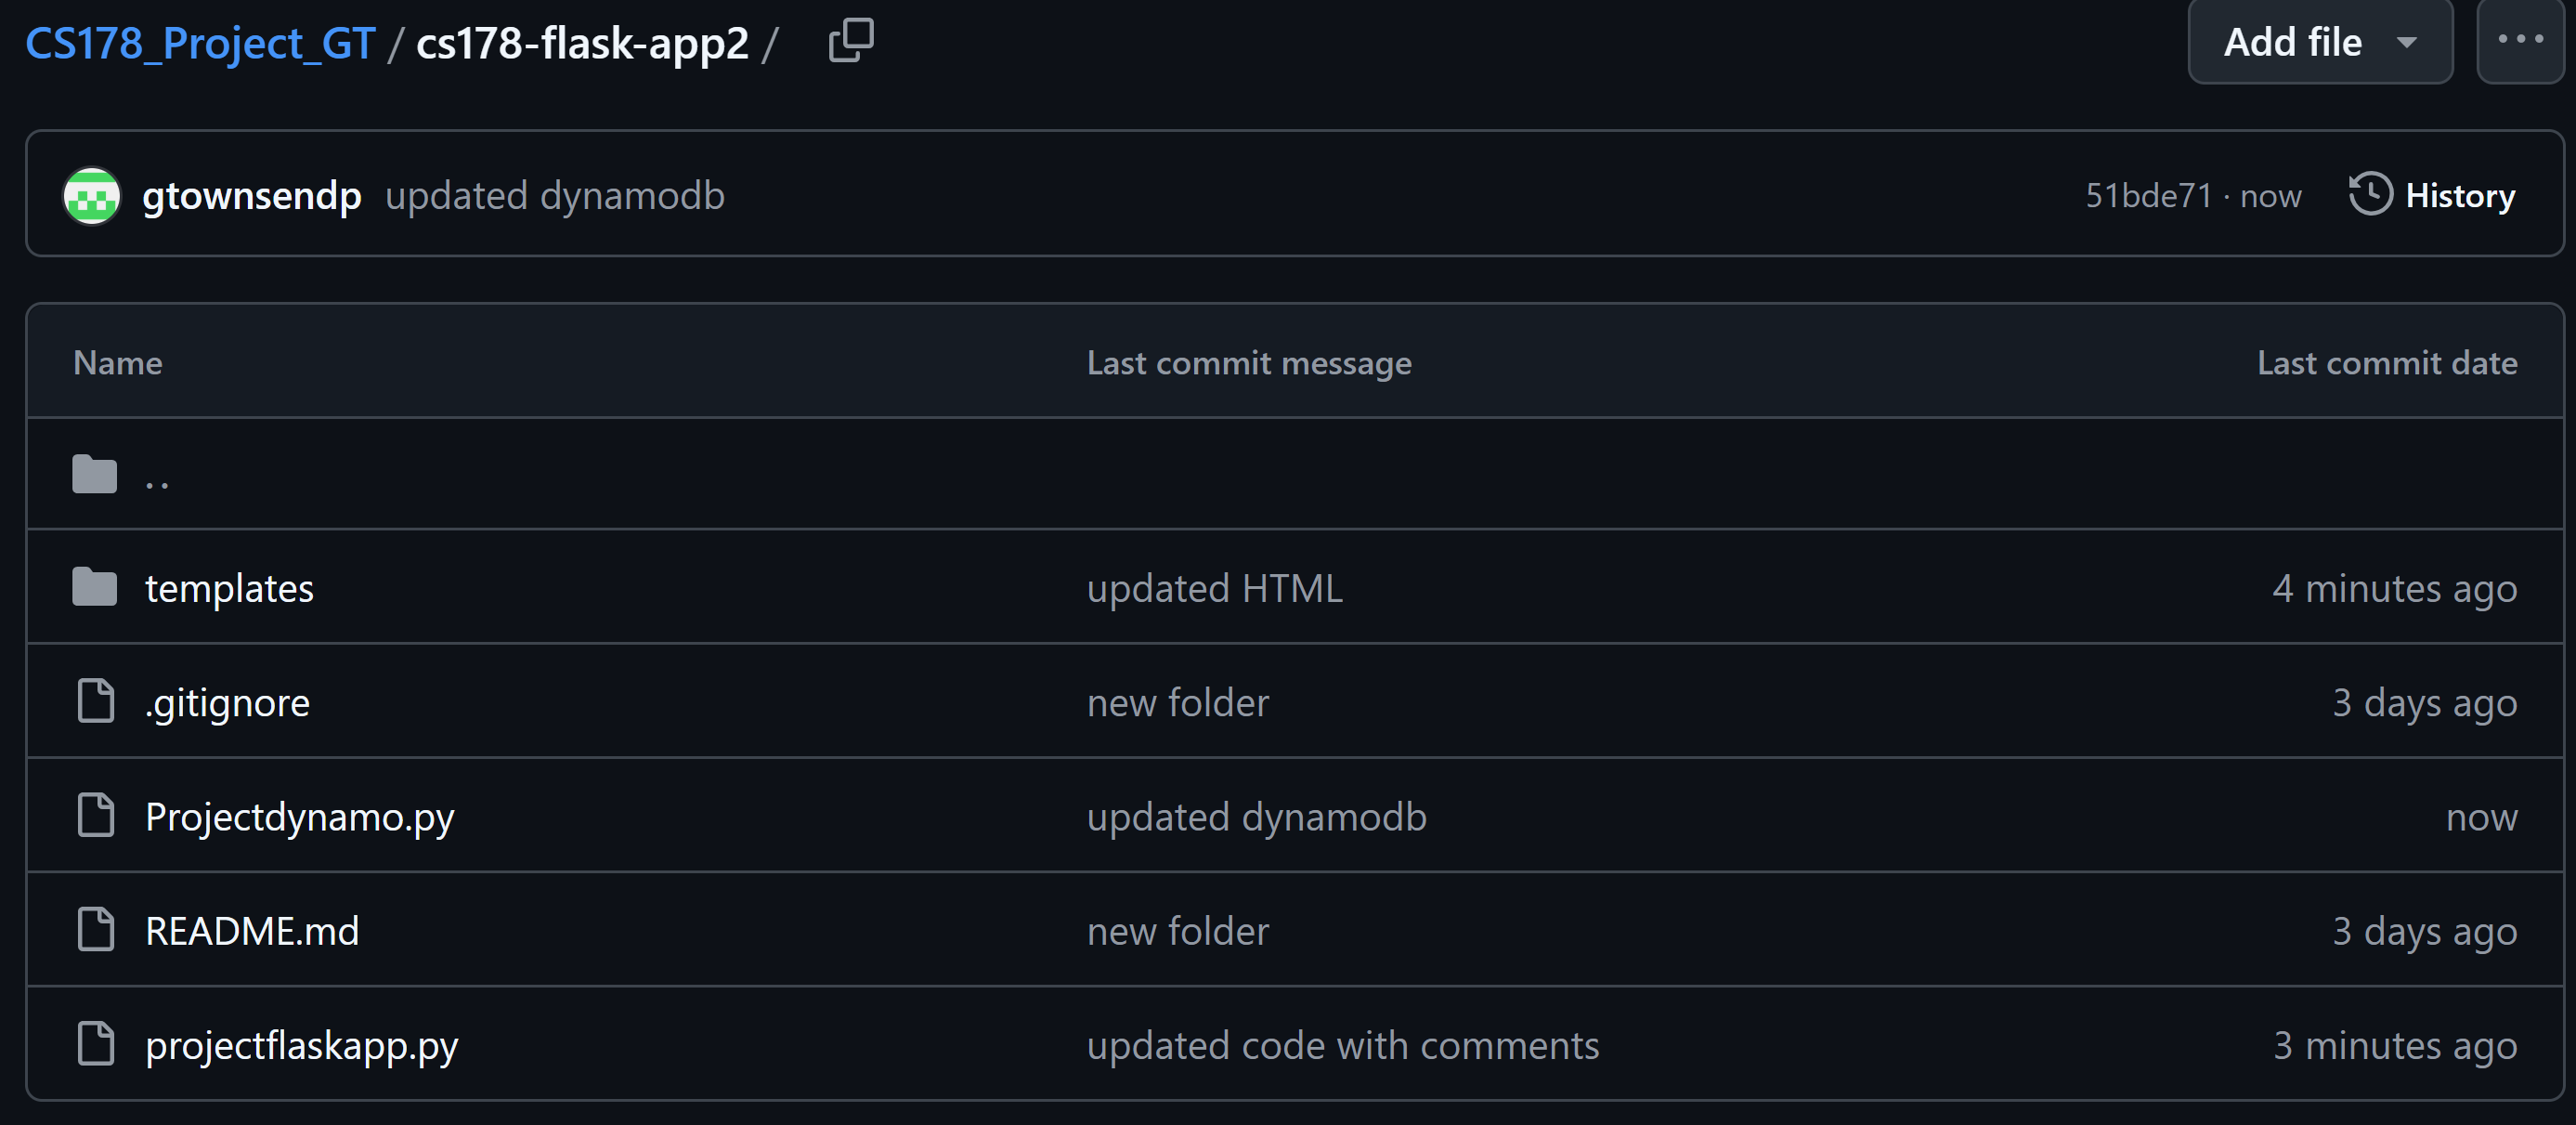 CS178_Project_GT / cs178-flask-app2 /
Add file
gtownsendp updated dynamodb
51bde71 · now
History
Name Last commit message Last commit date
..
templates updated HTML 4 minutes ago
.gitignore new folder 3 days ago
Projectdynamo.py updated dynamodb now
README.md new folder 3 days ago
projectflaskapp.py updated code with comments 3 minutes ago